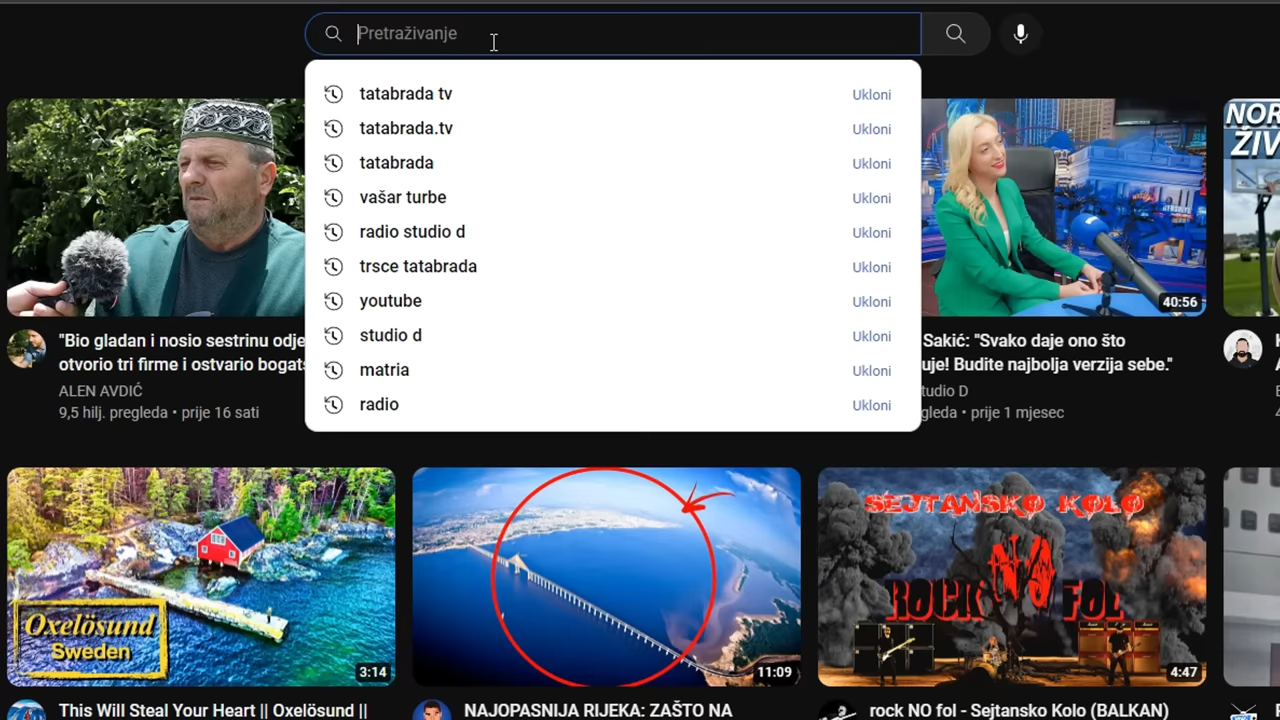 Pretraživanje
tatabrada tv Ukloni
tatabrada.tv Ukloni
tatabrada Ukloni
vašar turbe Ukloni
radio studio d Ukloni
trsce tatabrada Ukloni
youtube Ukloni
studio d Ukloni
matria Ukloni
radio Ukloni
NOR
ŽIV
40:56
"Bio gladan i nosio sestrinu odje
otvorio tri firme i ostvario bogats
ALEN AVDIĆ
9,5 hilj. pregleda • prije 16 sati
Sakić: "Svako daje ono što
uje! Budite najbolja verzija sebe."
tudio D
gleda • prije 1 mjesec
Oxelösund
Sweden
3:14
11:09
SEJTANSKO KOLO
ROCK NO FOL
4:47
This Will Steal Your Heart || Oxelösund ||
NAJOPASNIJA RIJEKA: ZAŠTO NA
rock NO fol - Sejtansko Kolo (BALKAN)